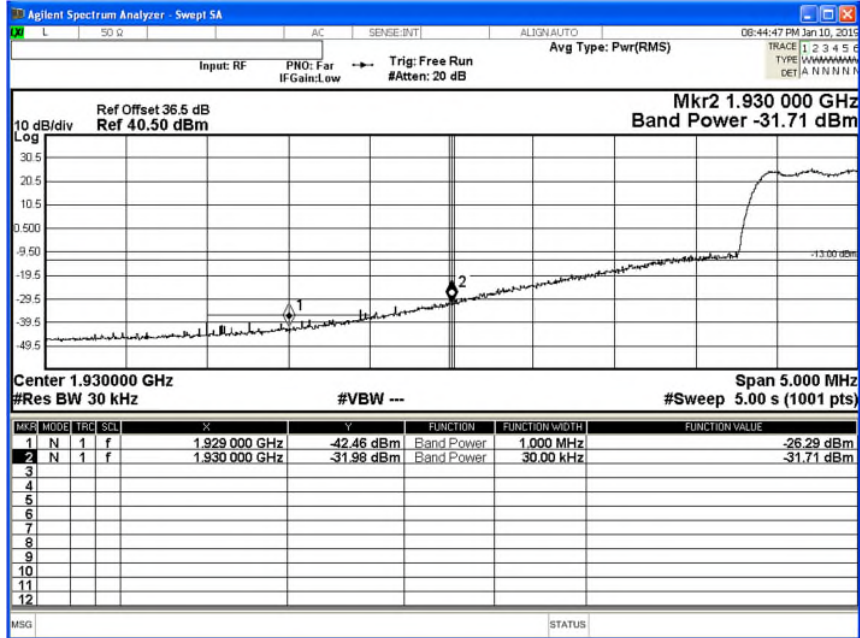 Agilent Spectrum Analyzer - Swept SA
LXI L 50 Ω AC SENSE:INT ALIGNAUTO 08:44:47 PM Jan 10, 2019
Input: RF PNO: Far Trig: Free Run Avg Type: Pwr(RMS) TRACE 1 2 3 4 5 6
IFGain:Low #Atten: 20 dB TYPE
DET A N N N N N
Mkr2 1.930 000 GHz
Ref Offset 36.5 dB
10 dB/div Ref 40.50 dBm Band Power -31.71 dBm
Log
30.5
20.5
10.5
0.500
-9.50
-13.00 dBm
-19.5
2
-29.5
1
-39.5
-49.5
Center 1.930000 GHz Span 5.000 MHz
#Res BW 30 kHz #VBW --- #Sweep 5.00 s (1001 pts)
MKR MODE TRC SCL X Y FUNCTION FUNCTION WIDTH FUNCTION VALUE
1 N 1 f 1.929 000 GHz -42.46 dBm Band Power 1.000 MHz -26.29 dBm
2 N 1 f 1.930 000 GHz -31.98 dBm Band Power 30.00 kHz -31.71 dBm
3
4
5
6
7
8
9
10
11
12
MSG STATUS